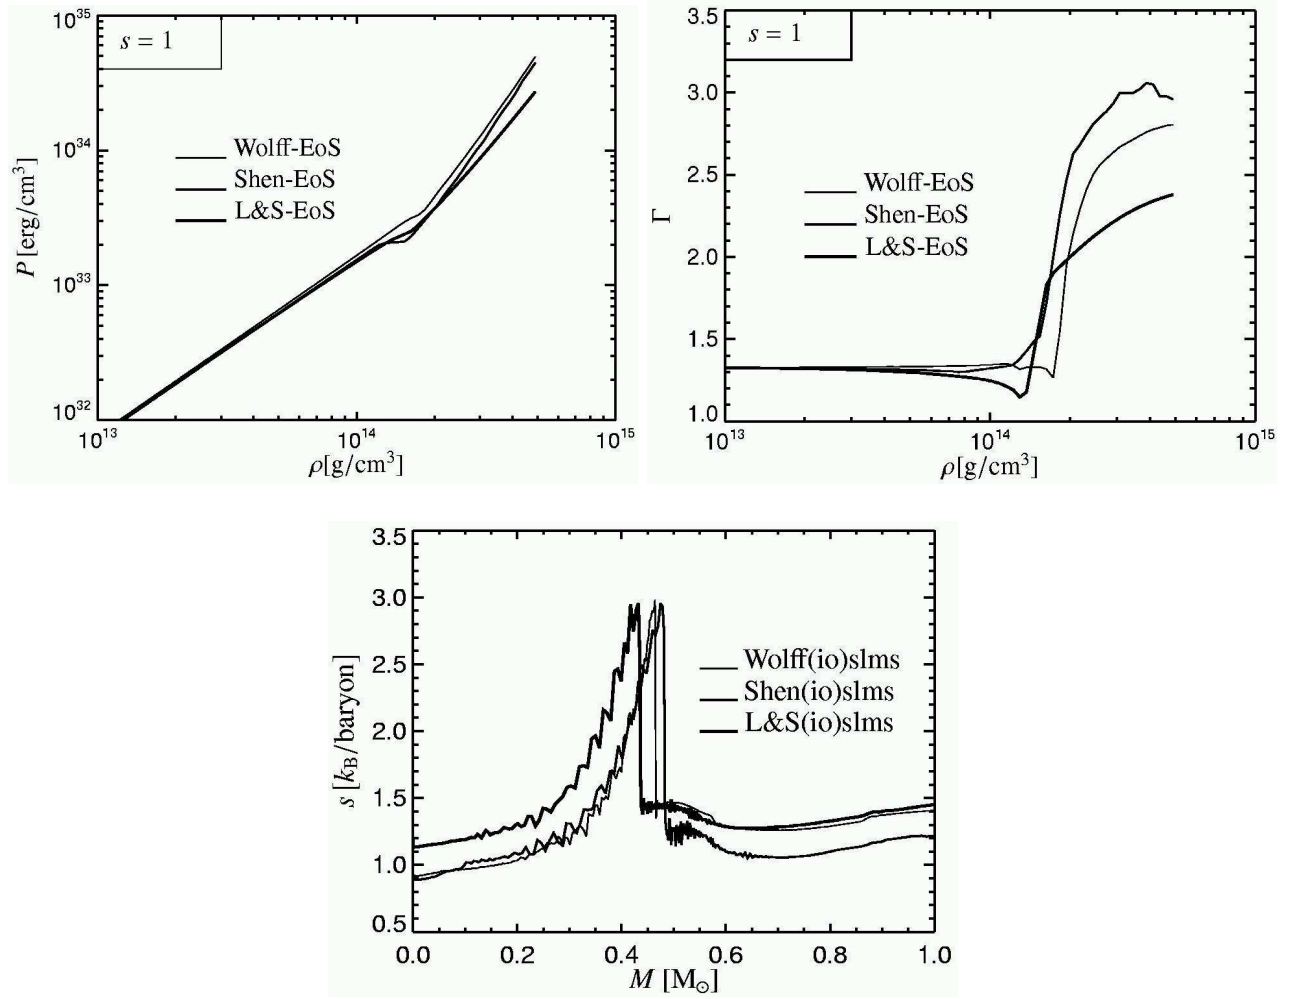 10^35
s = 1
Wolff-EoS
10^34
Shen-EoS
L&S-EoS
P [erg/cm^3]
10^33
10^32
10^13
10^14
10^15
ρ[g/cm^3]
3.5
s = 1
3.0
2.5
Wolff-EoS
Γ
Shen-EoS
2.0
L&S-EoS
1.5
1.0
10^13
10^14
10^15
ρ[g/cm^3]
3.5
3.0
2.5
Wolff(io)slms
Shen(io)slms
2.0
L&S(io)slms
s [k_B/baryon]
1.5
1.0
0.5
0.0 0.2 0.4 0.6 0.8 1.0
M [M_⊙]